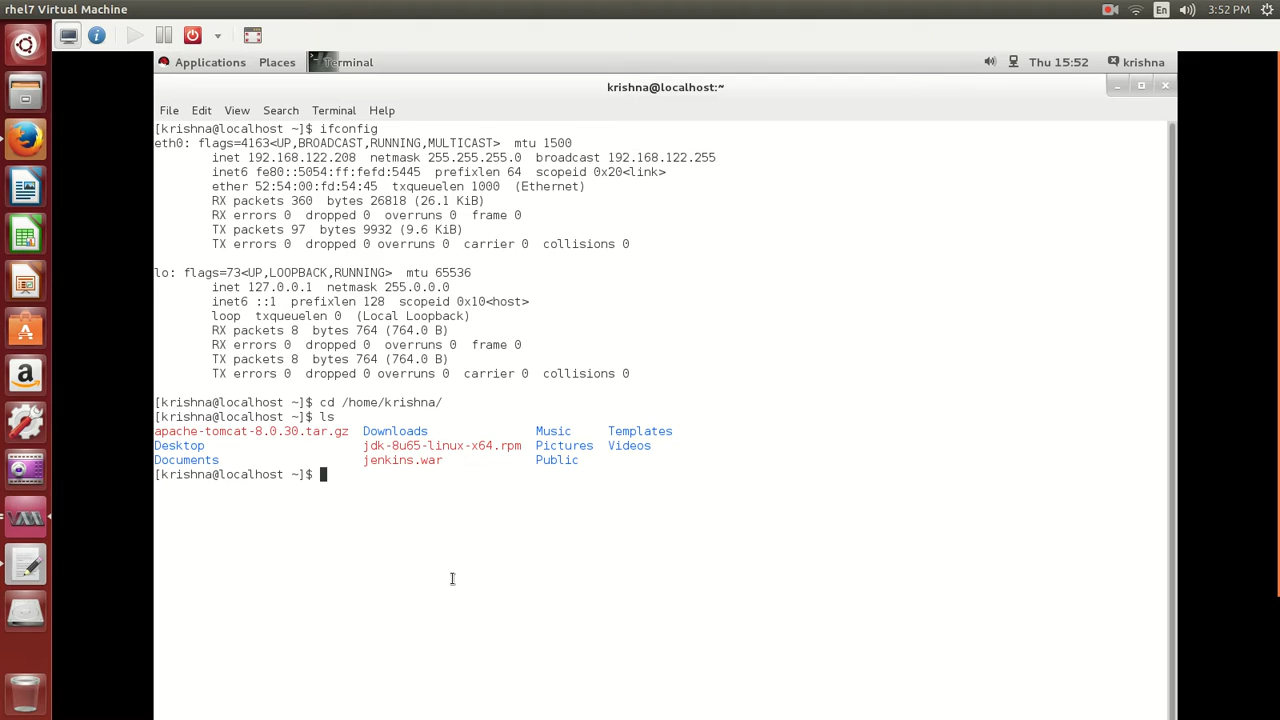 rhel7 Virtual Machine
En
3:52 PM
Applications Places Terminal
Thu 15:52 krishna
krishna@localhost:~
File Edit View Search Terminal Help
[krishna@localhost ~]$ ifconfig
eth0: flags=4163<UP,BROADCAST,RUNNING,MULTICAST>  mtu 1500
        inet 192.168.122.208  netmask 255.255.255.0  broadcast 192.168.122.255
        inet6 fe80::5054:ff:fefd:5445  prefixlen 64  scopeid 0x20<link>
        ether 52:54:00:fd:54:45  txqueuelen 1000  (Ethernet)
        RX packets 360  bytes 26818 (26.1 KiB)
        RX errors 0  dropped 0  overruns 0  frame 0
        TX packets 97  bytes 9932 (9.6 KiB)
        TX errors 0  dropped 0 overruns 0  carrier 0  collisions 0
lo: flags=73<UP,LOOPBACK,RUNNING>  mtu 65536
        inet 127.0.0.1  netmask 255.0.0.0
        inet6 ::1  prefixlen 128  scopeid 0x10<host>
        loop  txqueuelen 0  (Local Loopback)
        RX packets 8  bytes 764 (764.0 B)
        RX errors 0  dropped 0  overruns 0  frame 0
        TX packets 8  bytes 764 (764.0 B)
        TX errors 0  dropped 0 overruns 0  carrier 0  collisions 0
[krishna@localhost ~]$ cd /home/krishna/
[krishna@localhost ~]$ ls
apache-tomcat-8.0.30.tar.gz  Downloads               Music     Templates
Desktop                      jdk-8u65-linux-x64.rpm  Pictures  Videos
Documents                    jenkins.war             Public
[krishna@localhost ~]$